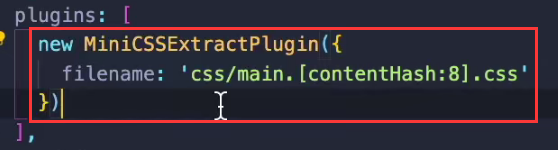 plugins: [
new MiniCSSExtractPlugin({
filename: 'css/main.[contentHash:8].css'
})
],